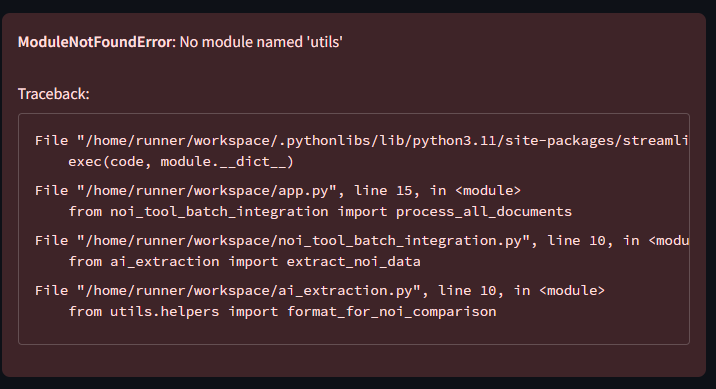 ModuleNotFoundError: No module named 'utils'
Traceback:
File "/home/runner/workspace/.pythonlibs/lib/python3.11/site-packages/streamli
exec(code, module.__dict__)
File "/home/runner/workspace/app.py", line 15, in <module>
from noi_tool_batch_integration import process_all_documents
File "/home/runner/workspace/noi_tool_batch_integration.py", line 10, in <modu
from ai_extraction import extract_noi_data
File "/home/runner/workspace/ai_extraction.py", line 10, in <module>
from utils.helpers import format_for_noi_comparison